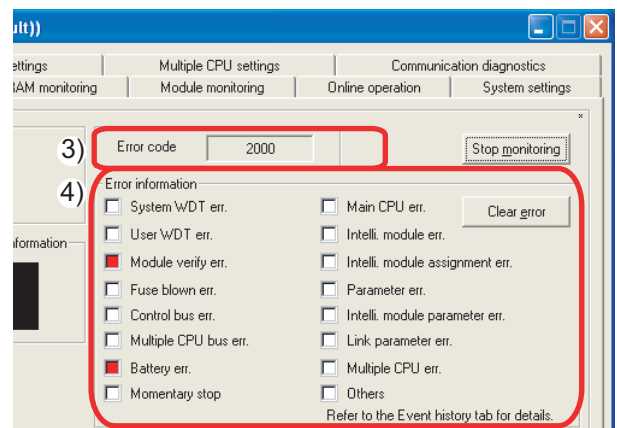 ult))
ettings
Multiple CPU settings
Communication diagnostics
RAM monitoring
Module monitoring
Online operation
System settings
3)
Error code
2000
Stop monitoring
4)
Error information
System WDT err.
Main CPU err.
Clear error
User WDT err.
Intelli. module err.
nformation
Module verify err.
Intelli. module assignment err.
Fuse blown err.
Parameter err.
Control bus err.
Intelli. module parameter err.
Multiple CPU bus err.
Link parameter err.
Battery err.
Multiple CPU err.
Momentary stop
Others
Refer to the Event history tab for details.